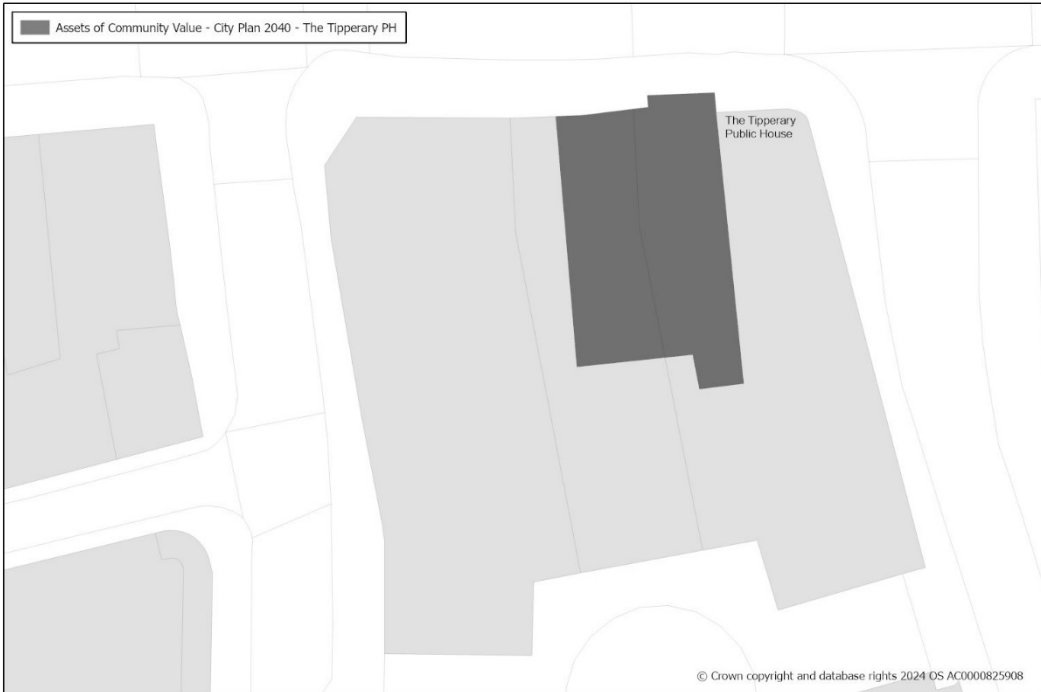 Assets of Community Value - City Plan 2040 - The Tipperary PH
The Tipperary
Public House
© Crown copyright and database rights 2024 OS AC0000825908